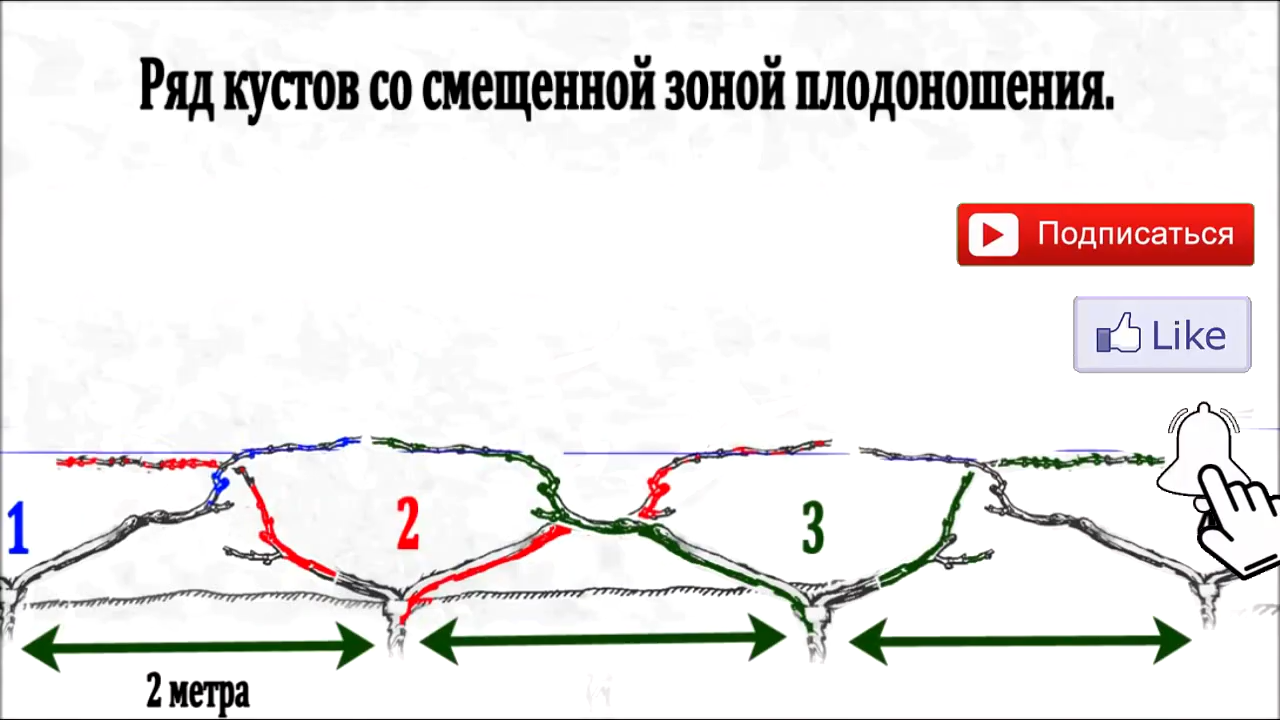 Ряд кустов со смещенной зоной плодоношения.
Подписаться
Like
1
2
3
2 метра